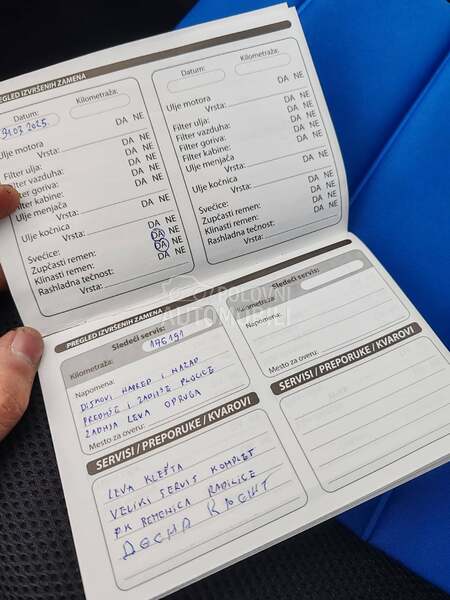 PREGLED IZVRŠENIH ZAMENA
Datum:
Kilometraža:
31.03.2025
Ulje motora DA NE
Vrsta:
Filter ulja: DA NE
Filter vazduha: DA NE
Filter goriva: DA NE
Filter kabine: DA NE
Ulje menjača DA NE
Vrsta:
Ulje kočnica DA NE
Vrsta:
Svećice: DA NE
Zupčasti remen: DA NE
Klinasti remen: DA NE
Rashladna tečnost: DA NE
Vrsta:
Datum:
Kilometraža:
Ulje motora DA NE
Vrsta:
Filter ulja: DA NE
Filter vazduha: DA NE
Filter goriva: DA NE
Filter kabine: DA NE
Ulje menjača DA NE
Vrsta:
Ulje kočnica DA NE
Vrsta:
Svećice: DA NE
Zupčasti remen: DA NE
Klinasti remen: DA NE
Rashladna tečnost: DA NE
Vrsta:
POLOVNI
AUTOMOBILI
PREGLED IZVRŠENIH ZAMENA
Sledeći servis:
Kilometraža: 176191
Napomena:
DISKOVI NAPRED I NAZAD
PREDNJE I ZADNJE PLOČICE
ZADNJA LEVA OPRUGA
Mesto za overu:
SERVISI / PREPORUKE / KVAROVI
LEVA KLEŠTA
VELIKI SERVIS KOMPLET
PK REMENICA RADILICE
ДЕСНА
Sledeći servis:
Kilometraža:
Napomena:
Mesto za overu:
SERVISI / PREPORUKE / KVAROVI